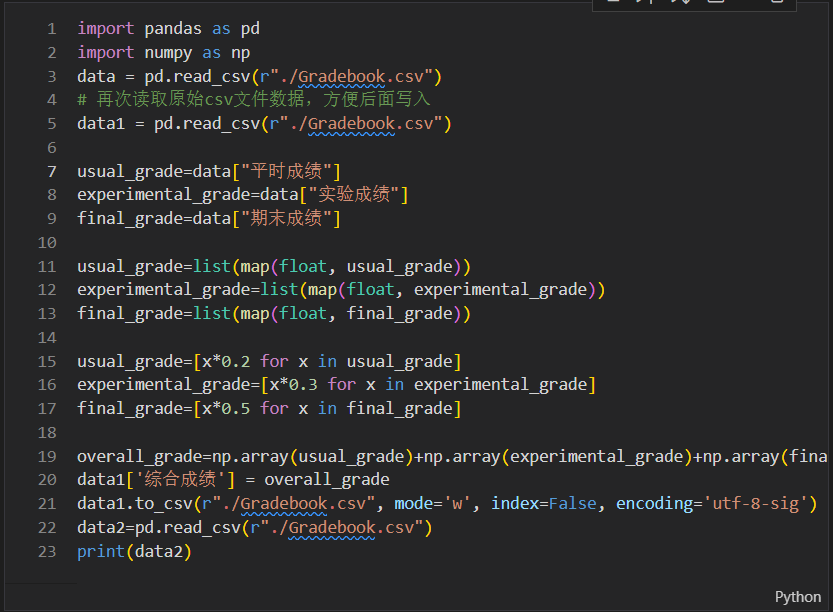 1 import pandas as pd
2 import numpy as np
3 data = pd.read_csv(r"./Gradebook.csv")
4 # 再次读取原始csv文件数据，方便后面写入
5 data1 = pd.read_csv(r"./Gradebook.csv")
6
7 usual_grade=data["平时成绩"]
8 experimental_grade=data["实验成绩"]
9 final_grade=data["期末成绩"]
10
11 usual_grade=list(map(float, usual_grade))
12 experimental_grade=list(map(float, experimental_grade))
13 final_grade=list(map(float, final_grade))
14
15 usual_grade=[x*0.2 for x in usual_grade]
16 experimental_grade=[x*0.3 for x in experimental_grade]
17 final_grade=[x*0.5 for x in final_grade]
18
19 overall_grade=np.array(usual_grade)+np.array(experimental_grade)+np.array(fina
20 data1['综合成绩'] = overall_grade
21 data1.to_csv(r"./Gradebook.csv", mode='w', index=False, encoding='utf-8-sig')
22 data2=pd.read_csv(r"./Gradebook.csv")
23 print(data2)
Python